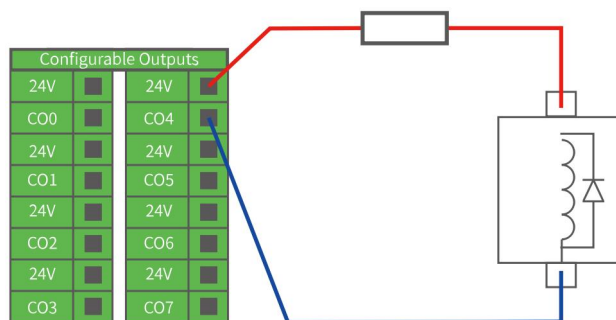 Configurable Outputs
24V 24V
CO0 CO4
24V 24V
CO1 CO5
24V 24V
CO2 CO6
24V 24V
CO3 CO7